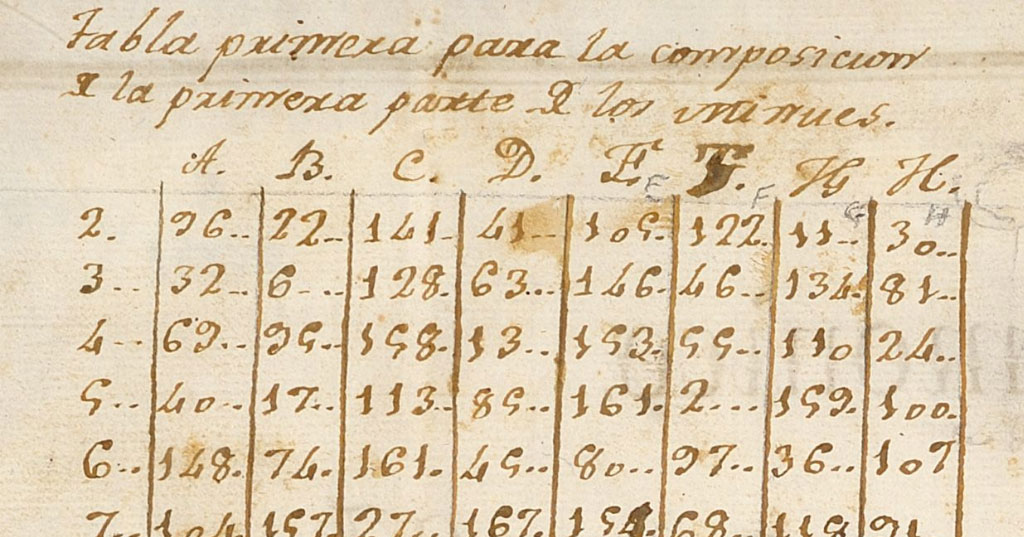 Tabla primera para la composicion
D la primera parte D los minues.
A. B. C. D. E. F. G H.
E F G H
2. 96 22 141 41 105. 122. 11 30
3 32 6 128. 63 146. 46 134. 81
4 69 95 158. 13 153. 55 110 24
5 40 17 113 85 161. 2 159. 100.
6 148. 74. 161. 45 80 97 36 107
7 104 157 27 167. 154 68 118 91